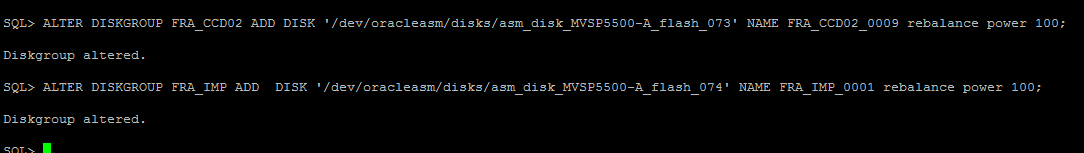 SQL> ALTER DISKGROUP FRA_CCD02 ADD DISK '/dev/oracleasm/disks/asm_disk_MVSP5500-A_flash_073' NAME FRA_CCD02_0009 rebalance power 100;
Diskgroup altered.
SQL> ALTER DISKGROUP FRA_IMP ADD  DISK '/dev/oracleasm/disks/asm_disk_MVSP5500-A_flash_074' NAME FRA_IMP_0001 rebalance power 100;
Diskgroup altered.
SQL>